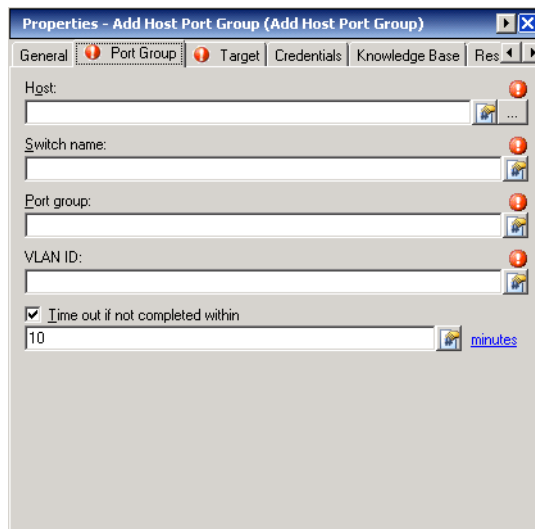 Properties - Add Host Port Group (Add Host Port Group)
General Port Group Target Credentials Knowledge Base Res
Host:
...
Switch name:
Port group:
VLAN ID:
Time out if not completed within
10 minutes